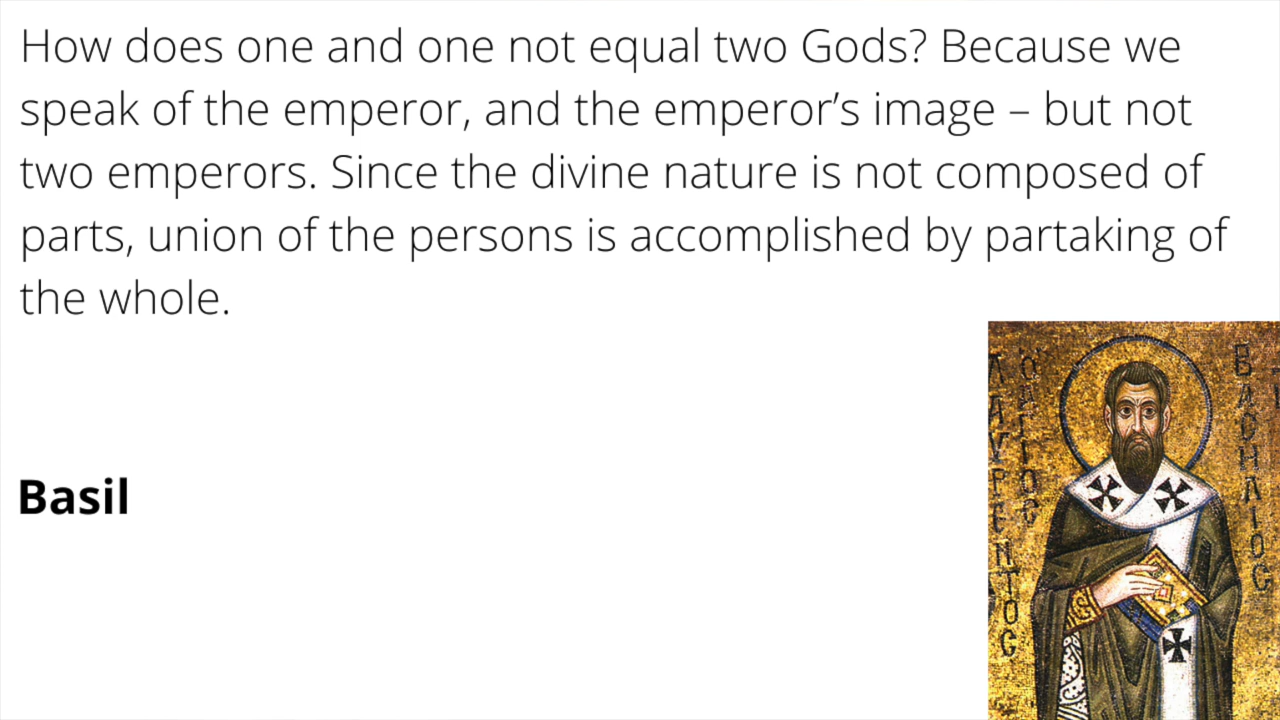 How does one and one not equal two Gods? Because we
speak of the emperor, and the emperor’s image – but not
two emperors. Since the divine nature is not composed of
parts, union of the persons is accomplished by partaking of
the whole.
Basil